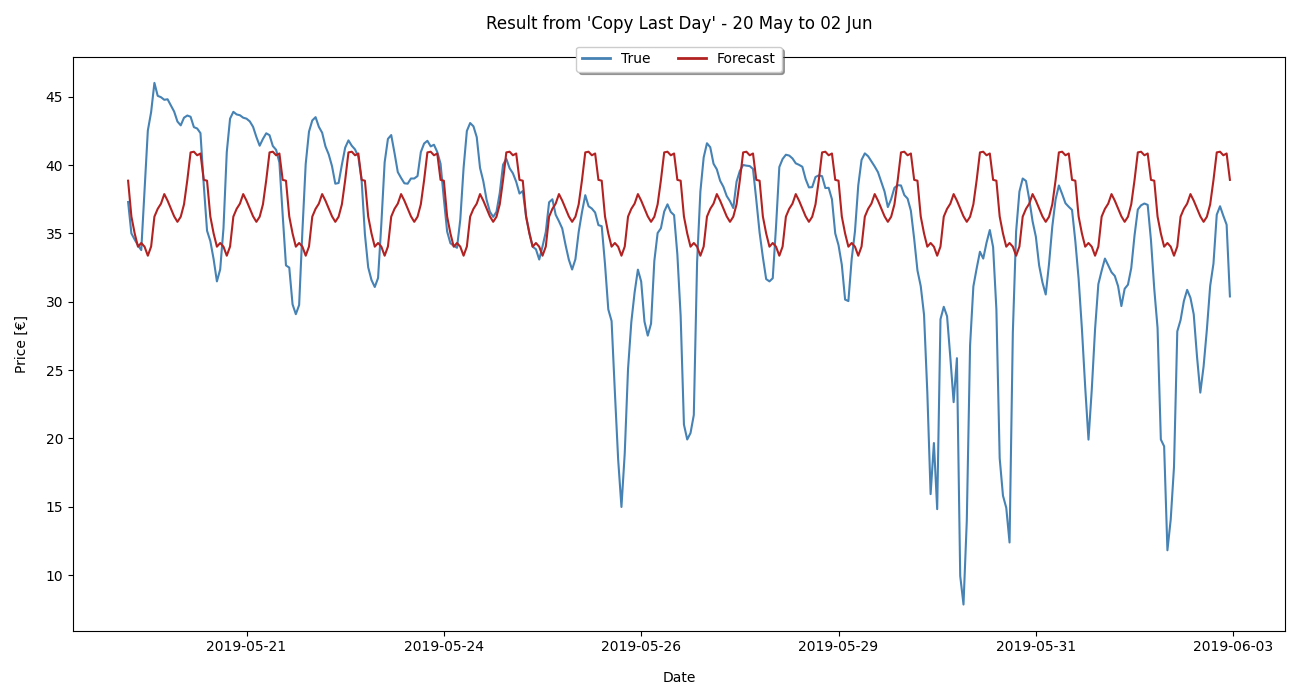 Result from 'Copy Last Day' - 20 May to 02 Jun
True Forecast
45
40
35
30
25
20
15
10
Price [€]
2019-05-21 2019-05-24 2019-05-26 2019-05-29 2019-05-31 2019-06-03
Date